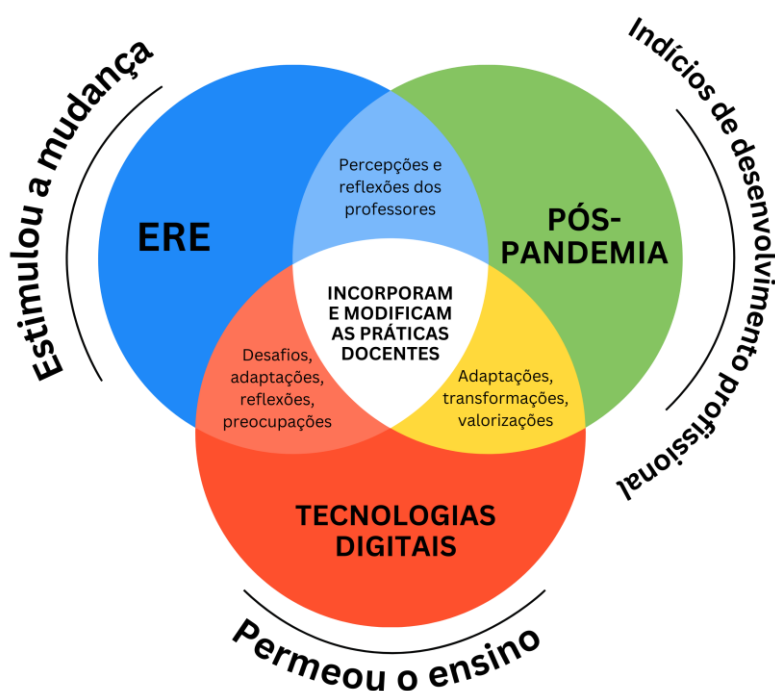 Estimulou a mudança
Indícios de desenvolvimento profissional
Percepções e
reflexões dos
professores
ERE
PÓS-
PANDEMIA
INCORPORAM
E MODIFICAM
AS PRÁTICAS
DOCENTES
Desafios,
adaptações,
reflexões,
preocupações
Adaptações,
transformações,
valorizações
TECNOLOGIAS
DIGITAIS
Permeou o ensino